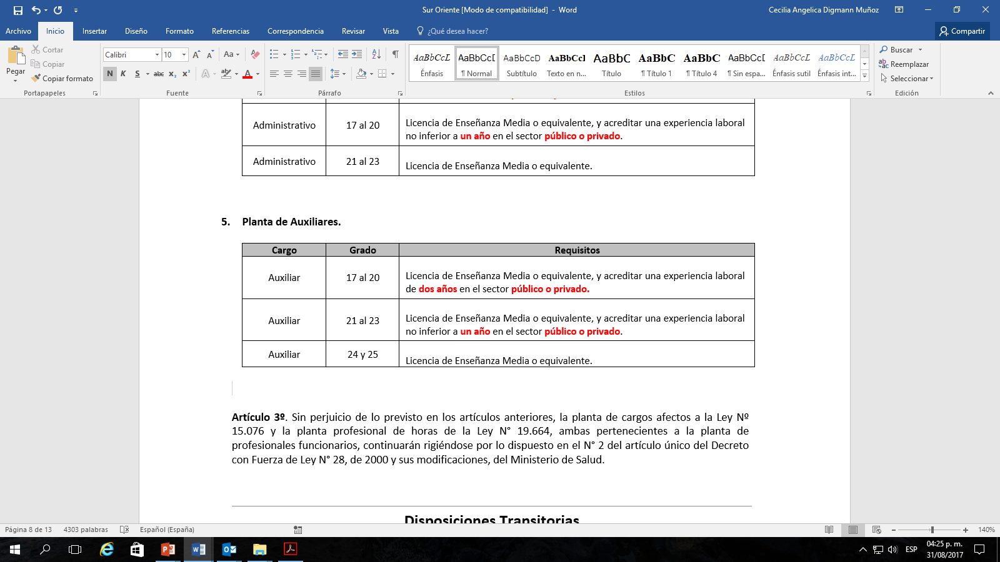 Sur Oriente [Modo de compatibilidad] - Word
Cecilia Angelica Digmann Muñoz
Archivo Inicio Insertar Diseño Formato Referencias Correspondencia Revisar Vista ¿Qué desea hacer? Compartir
Pegar
Cortar
Copiar
Copiar formato
Portapapeles
Calibri 10
Aa
N K S abc x₂ x² A A
Fuente
Párrafo
AaBbCcD AaBbCcD AaBbCcD AaBbCcI AaBbC AaBbC AaBbC AaBbCcD AaBbCcD AaBbCcD
Énfasis ¶ Normal Subtítulo Texto en n... Título ¶ Título 1 ¶ Título 4 ¶ Sin espa... Énfasis sutil Énfasis int...
Estilos
Buscar
Reemplazar
Seleccionar
Edición
Administrativo 17 al 20 Licencia de Enseñanza Media o equivalente, y acreditar una experiencia laboral
no inferior a un año en el sector público o privado.
Administrativo 21 al 23 Licencia de Enseñanza Media o equivalente.
5. Planta de Auxiliares.
Cargo Grado Requisitos
Auxiliar 17 al 20 Licencia de Enseñanza Media o equivalente, y acreditar una experiencia laboral
de dos años en el sector público o privado.
Auxiliar 21 al 23 Licencia de Enseñanza Media o equivalente, y acreditar una experiencia laboral
no inferior a un año en el sector público o privado.
Auxiliar 24 y 25 Licencia de Enseñanza Media o equivalente.
Artículo 3º. Sin perjuicio de lo previsto en los artículos anteriores, la planta de cargos afectos a la Ley Nº
15.076 y la planta profesional de horas de la Ley N° 19.664, ambas pertenecientes a la planta de
profesionales funcionarios, continuarán rigiéndose por lo dispuesto en el N° 2 del artículo único del Decreto
con Fuerza de Ley N° 28, de 2000 y sus modificaciones, del Ministerio de Salud.
Disposiciones Transitorias
Página 8 de 13 4303 palabras Español (España) 140%
ESP
04:25 p. m.
31/08/2017